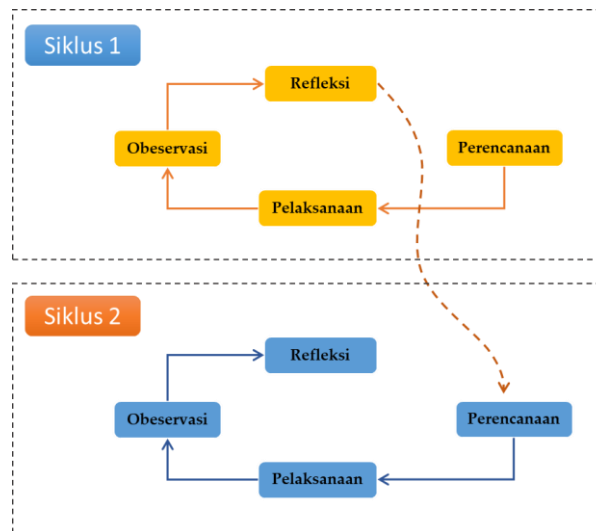 Siklus 1
Refleksi
Obeservasi
Perencanaan
Pelaksanaan
Siklus 2
Refleksi
Obeservasi
Perencanaan
Pelaksanaan